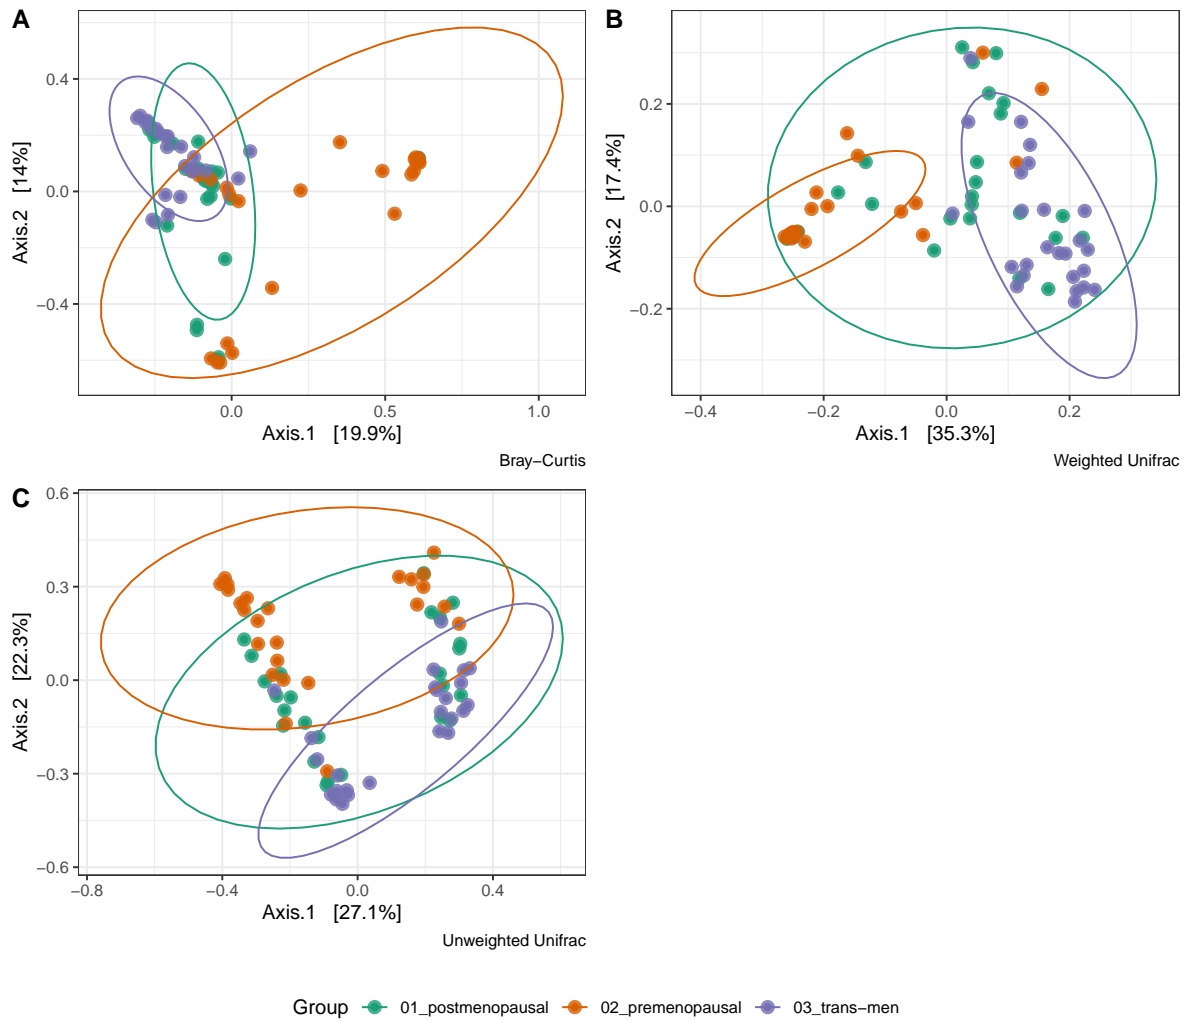 A
0.4
0.0
−0.4
Axis.2 [14%]
0.0
0.5
1.0
Axis.1 [19.9%]
Bray−Curtis
B
0.2
0.0
−0.2
Axis.2 [17.4%]
−0.4
−0.2
0.0
0.2
Axis.1 [35.3%]
Weighted Unifrac
C
0.6
0.3
0.0
−0.3
−0.6
Axis.2 [22.3%]
−0.8
−0.4
0.0
0.4
Axis.1 [27.1%]
Unweighted Unifrac
Group 01_postmenopausal 02_premenopausal 03_trans−men